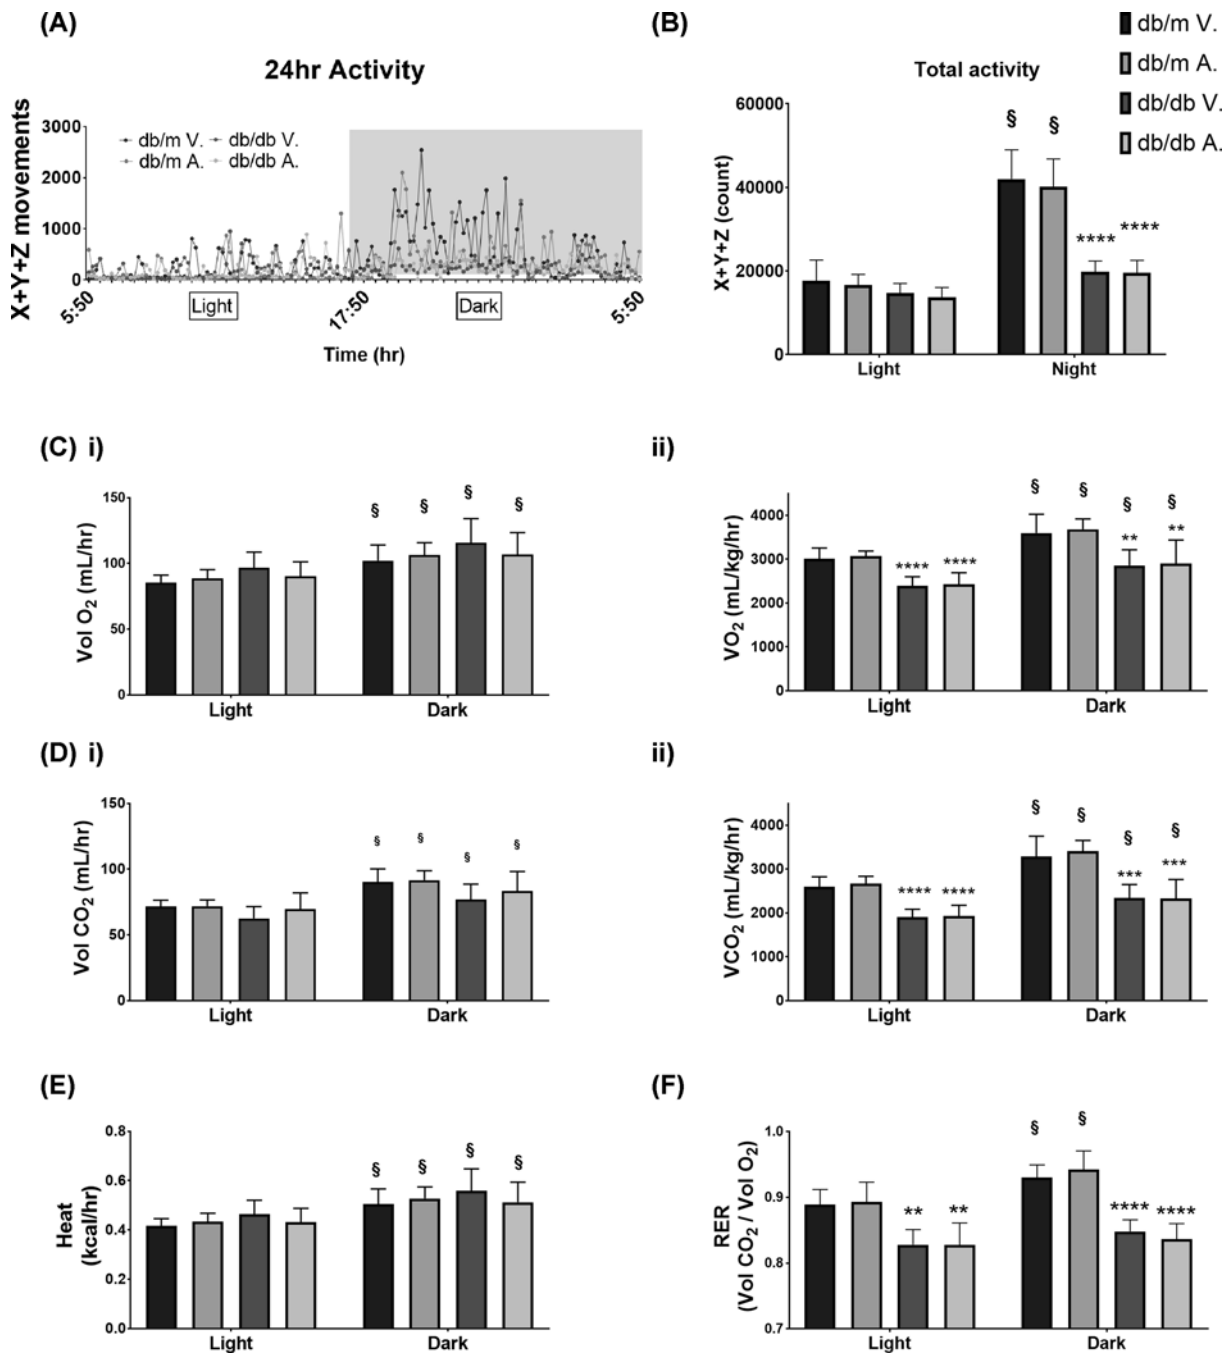 (A)
24hr Activity
X+Y+Z movements
3000
2000
1000
0
db/m V.
db/db V.
db/m A.
db/db A.
5:50
Light
17:50
Dark
5:50
Time (hr)
(B)
Total activity
db/m V.
db/m A.
db/db V.
db/db A.
X+Y+Z (count)
60000
40000
20000
0
§ §
**** ****
Light Night
(C) i)
Vol O₂ (mL/hr)
150
100
50
0
§ § § §
Light Dark
ii)
VO₂ (mL/kg/hr)
4000
3000
2000
1000
0
**** ****
§ § § §
** **
Light Dark
(D) i)
Vol CO₂ (mL/hr)
150
100
50
0
§ § § §
Light Dark
ii)
VCO₂ (mL/kg/hr)
4000
3000
2000
1000
0
**** ****
§ § § §
*** ***
Light Dark
(E)
Heat
(kcal/hr)
0.8
0.6
0.4
0.2
0.0
§ § § §
Light Dark
(F)
RER
(Vol CO₂ / Vol O₂)
1.0
0.9
0.8
0.7
** **
§ §
**** ****
Light Dark